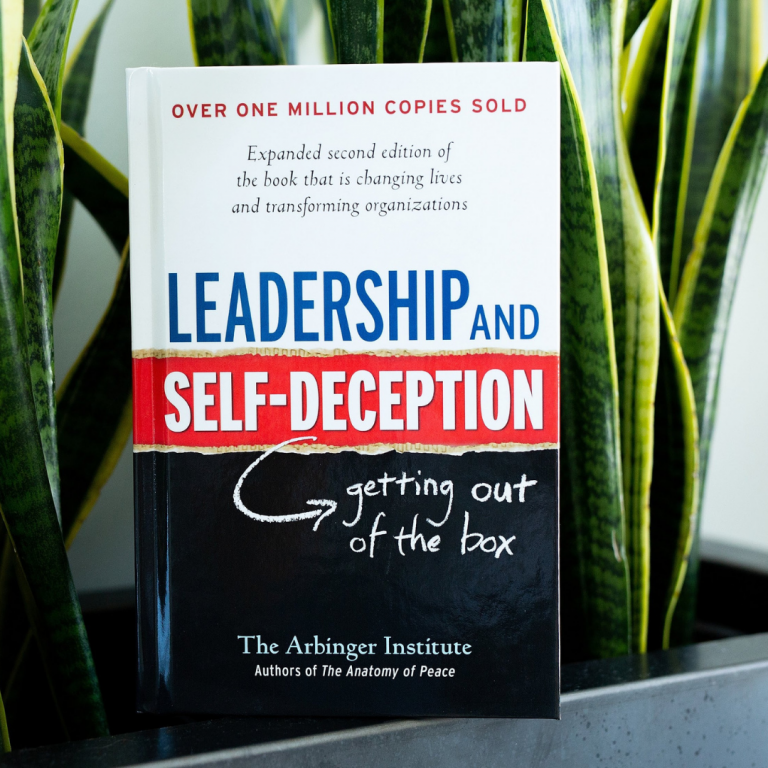 OVER ONE MILLION COPIES SOLD
Expanded second edition of
the book that is changing lives
and transforming organizations
LEADERSHIP AND
SELF-DECEPTION
getting out
of the box
The Arbinger Institute
Authors of The Anatomy of Peace